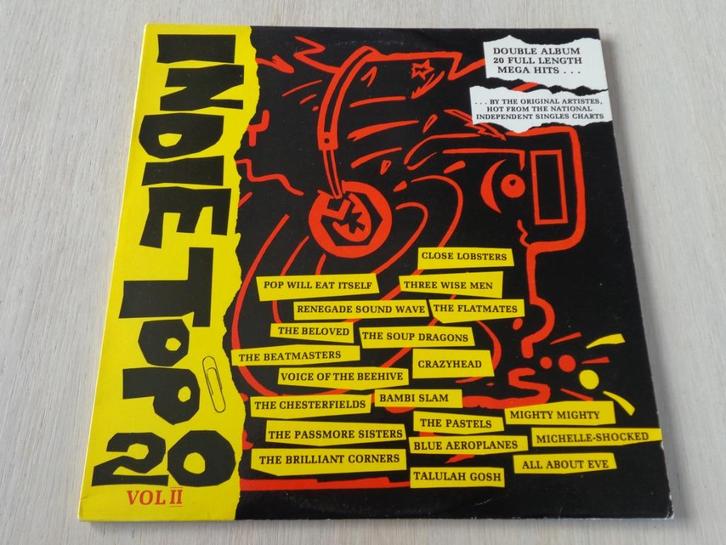 INDIE TOP 20
VOL II
DOUBLE ALBUM
20 FULL LENGTH
MEGA HITS . . .
. . . BY THE ORIGINAL ARTISTES,
HOT FROM THE NATIONAL
INDEPENDENT SINGLES CHARTS
CLOSE LOBSTERS
POP WILL EAT ITSELF
THREE WISE MEN
RENEGADE SOUND WAVE
THE FLATMATES
THE BELOVED
THE SOUP DRAGONS
THE BEATMASTERS
CRAZYHEAD
VOICE OF THE BEEHIVE
BAMBI SLAM
THE CHESTERFIELDS
MIGHTY MIGHTY
THE PASTELS
THE PASSMORE SISTERS
MICHELLE-SHOCKED
BLUE AEROPLANES
THE BRILLIANT CORNERS
ALL ABOUT EVE
TALULAH GOSH